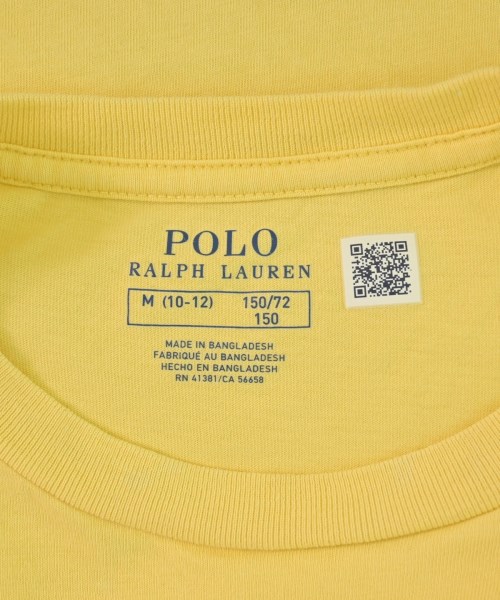 POLO
RALPH LAUREN
M (10-12) 150/72
150
MADE IN BANGLADESH
FABRIQUÉ AU BANGLADESH
HECHO EN BANGLADESH
RN 41381/CA 56658